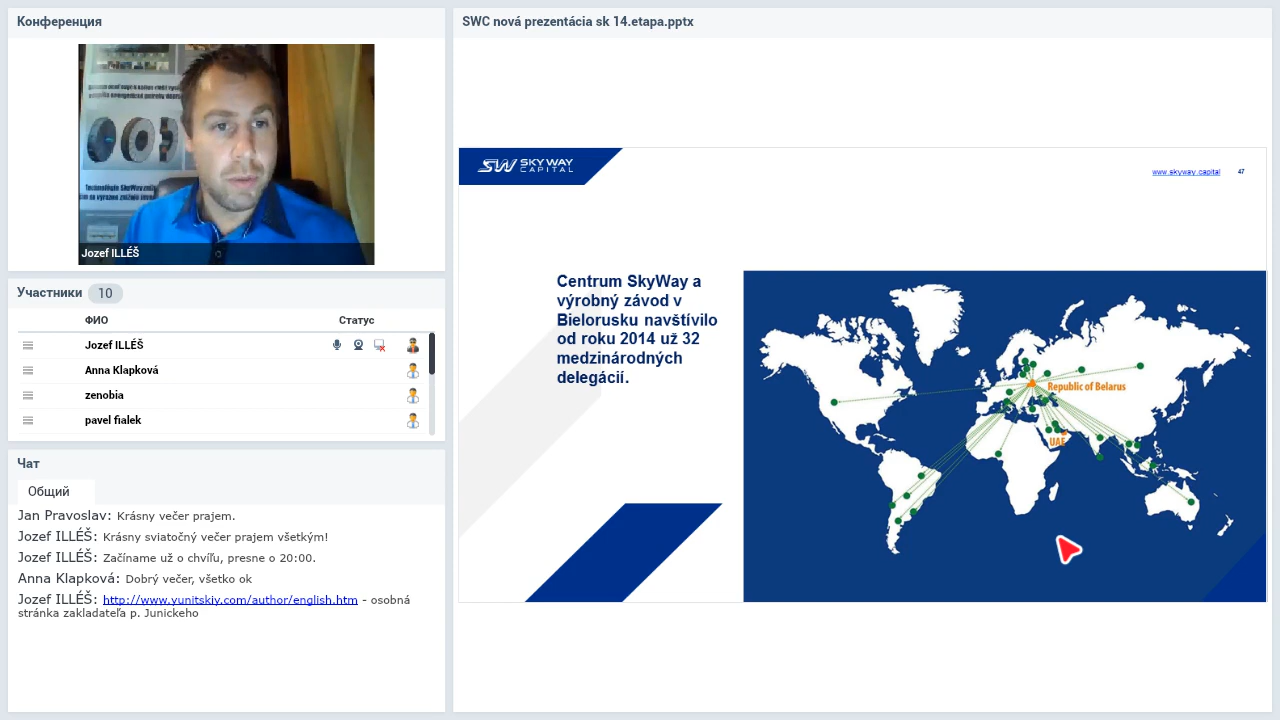 Конференция
Jozef ILLÉŠ
Участники 10
ФИО Статус
Jozef ILLÉŠ
Anna Klapková
zenobia
pavel fialek
Чат
Общий
Jan Pravoslav: Krásny večer prajem.
Jozef ILLÉŠ: Krásny sviatočný večer prajem všetkým!
Jozef ILLÉŠ: Začíname už o chvíľu, presne o 20:00.
Anna Klapková: Dobrý večer, všetko ok
Jozef ILLÉŠ: http://www.yunitskiy.com/author/english.htm - osobná
stránka zakladateľa p. Junickeho
SWC nová prezentácia sk 14.etapa.pptx
SW SKY WAY
CAPITAL
www.skyway.capital 47
Centrum SkyWay a
výrobný závod v
Bielorusku navštívilo
od roku 2014 už 32
medzinárodných
delegácií.
Republic of Belarus
UAE